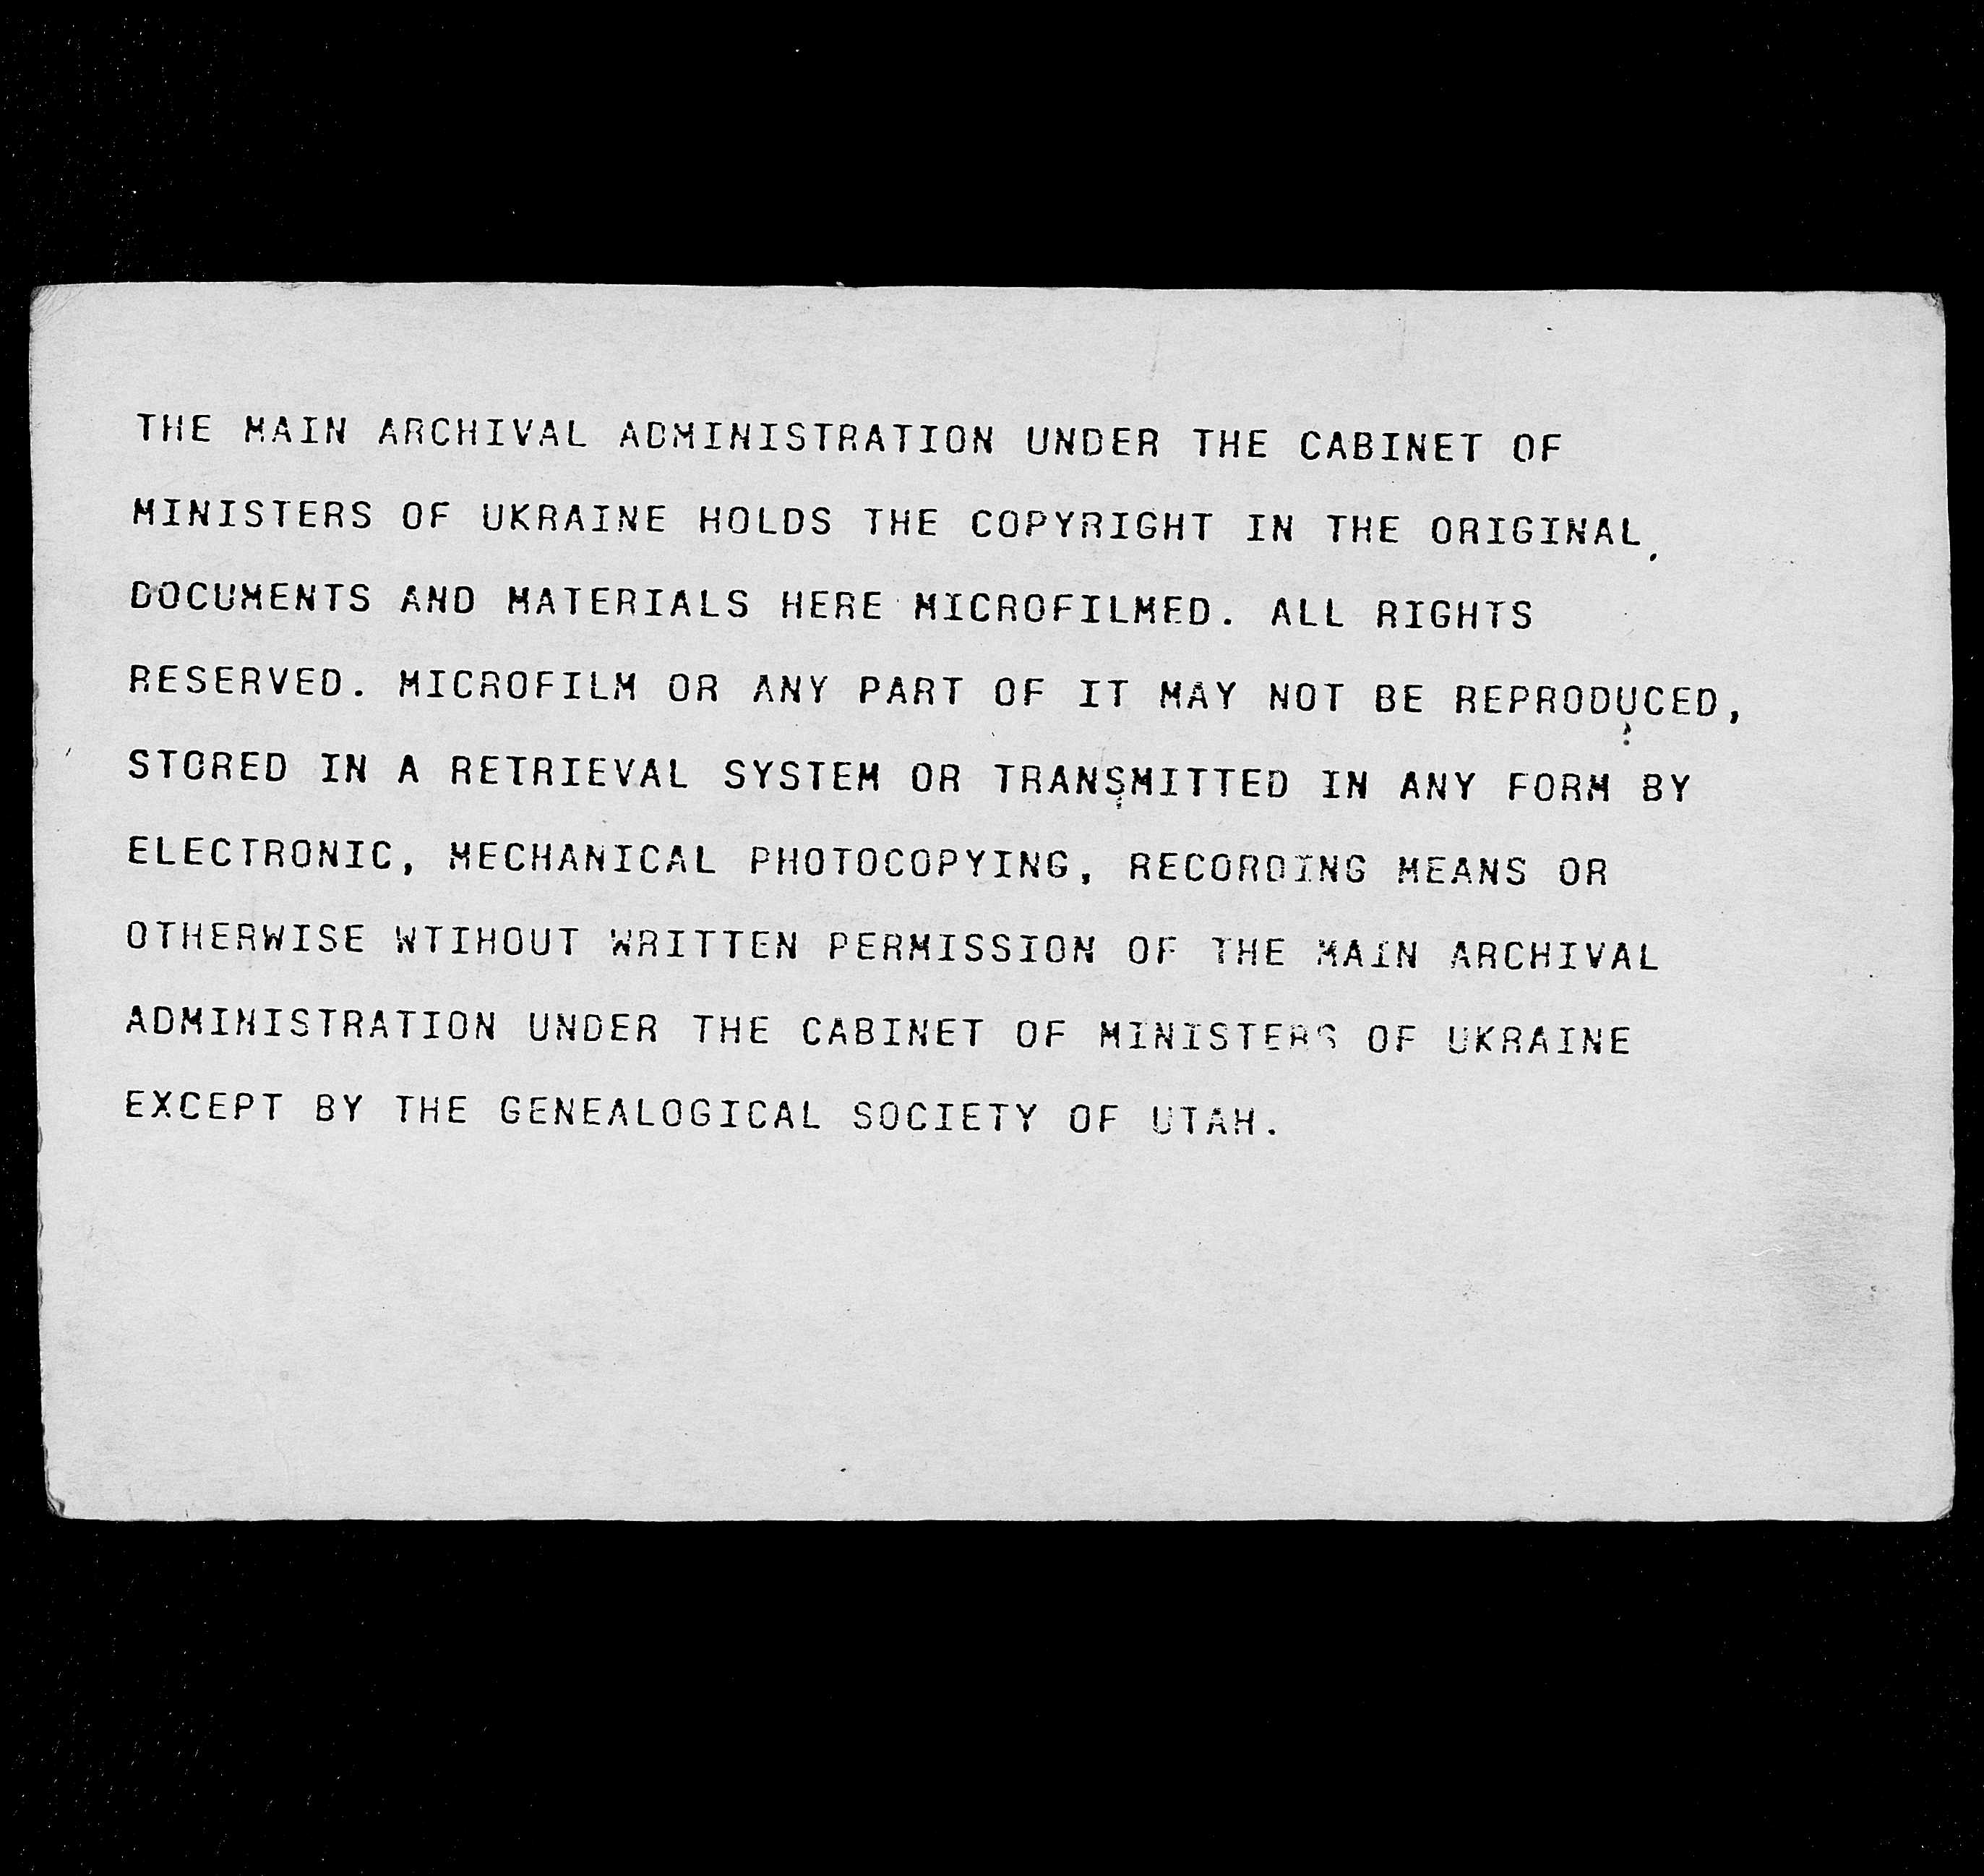 THE MAIN ARCHIVAL ADMINISTRATION UNDER THE CABINET OF
MINISTERS OF UKRAINE HOLDS THE COPYRIGHT IN THE ORIGINAL
DOCUMENTS AND MATERIALS HERE MICROFILMED. ALL RIGHTS
RESERVED. MICROFILM OR ANY PART OF IT MAY NOT BE REPRODUCED,
STORED IN A RETRIEVAL SYSTEM OR TRANSMITTED IN ANY FORM BY
ELECTRONIC, MECHANICAL PHOTOCOPYING, RECORDING MEANS OR
OTHERWISE WTIHOUT WRITTEN PERMISSION OF THE MAIN ARCHIVAL
ADMINISTRATION UNDER THE CABINET OF MINISTERS OF UKRAINE
EXCEPT BY THE GENEALOGICAL SOCIETY OF UTAH.